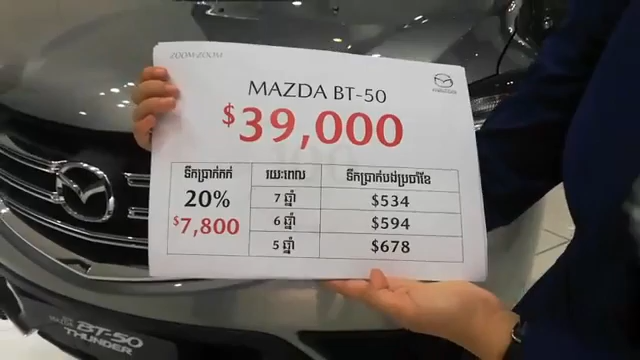 ZOOM-ZOOM
MAZDA BT-50
$39,000
ទឹកប្រាក់កក់
រយៈពេល
ទឹកប្រាក់បង់ប្រចាំខែ
20%
$7,800
7 ឆ្នាំ
$534
6 ឆ្នាំ
$594
5 ឆ្នាំ
$678
BT-50
THUNDER